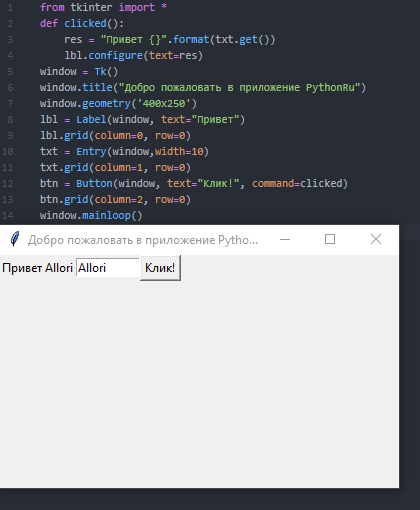 1 from tkinter import *
2 def clicked():
3 res = "Привет {}".format(txt.get())
4 lbl.configure(text=res)
5 window = Tk()
6 window.title("Добро пожаловать в приложение PythonRu")
7 window.geometry('400x250')
8 lbl = Label(window, text="Привет")
9 lbl.grid(column=0, row=0)
10 txt = Entry(window,width=10)
11 txt.grid(column=1, row=0)
12 btn = Button(window, text="Клик!", command=clicked)
13 btn.grid(column=2, row=0)
14 window.mainloop()
Добро пожаловать в приложение Pytho...
Привет Allori Allori Клик!